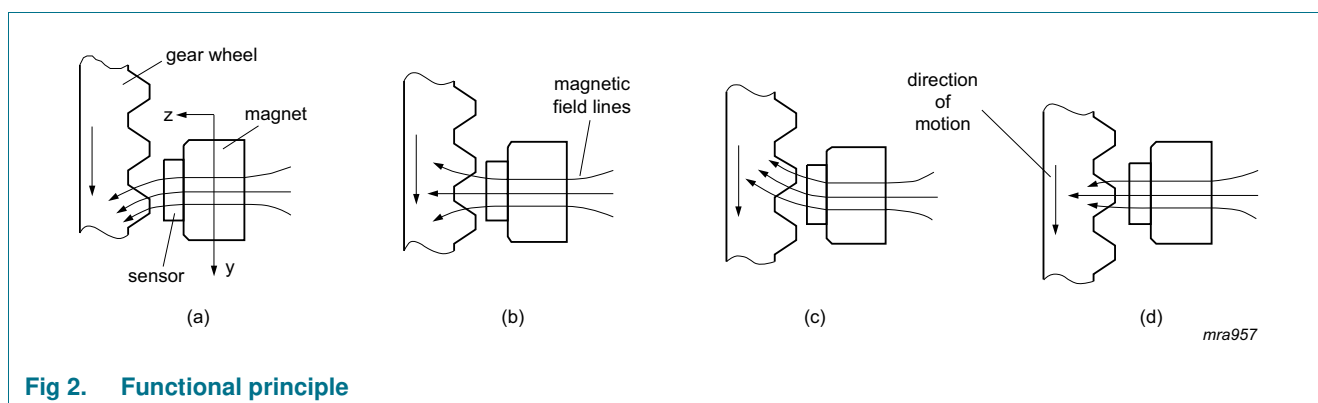 gear wheel
z
magnet
sensor
y
(a)
magnetic
field lines
(b)
(c)
direction
of
motion
(d)
mra957
Fig 2. Functional principle